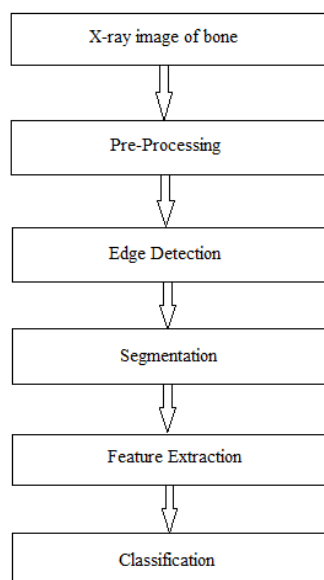 X-ray image of bone
Pre-Processing
Edge Detection
Segmentation
Feature Extraction
Classification